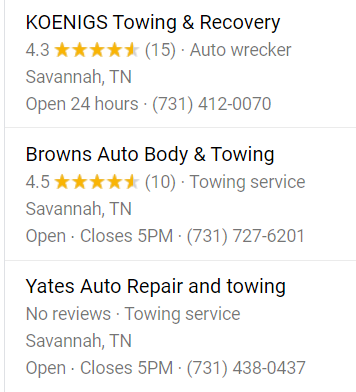 KOENIGS Towing & Recovery
4.3 (15) · Auto wrecker
Savannah, TN
Open 24 hours · (731) 412-0070
Browns Auto Body & Towing
4.5 (10) · Towing service
Savannah, TN
Open · Closes 5PM · (731) 727-6201
Yates Auto Repair and towing
No reviews · Towing service
Savannah, TN
Open · Closes 5PM · (731) 438-0437